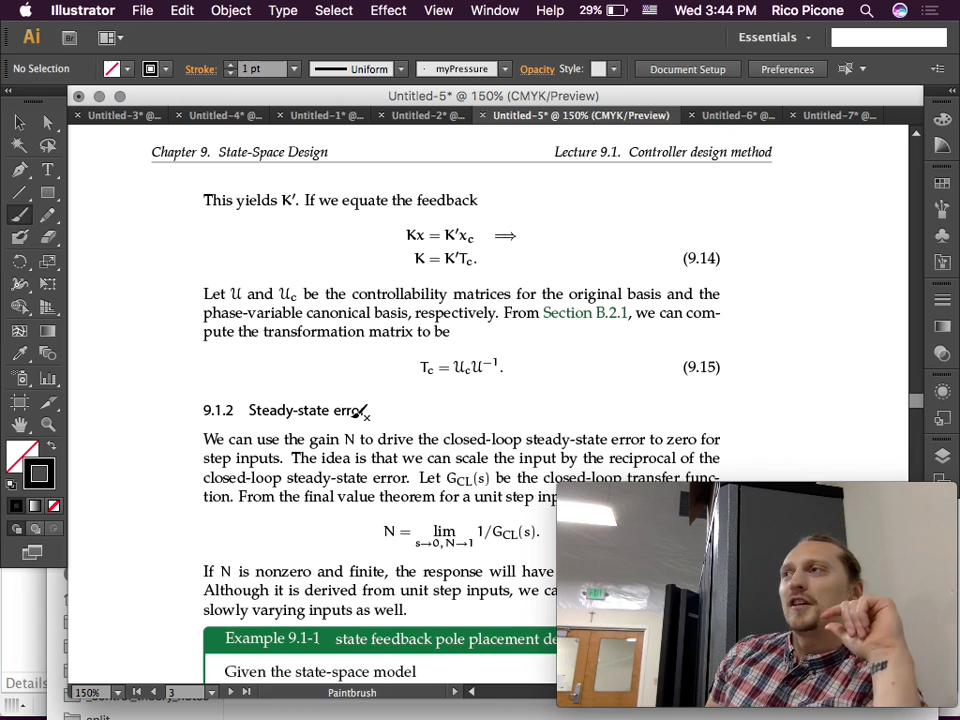 Illustrator File Edit Object Type Select Effect View Window Help 29% Wed 3:44 PM Rico Picone
Ai Br Essentials
No Selection Stroke: 1 pt Uniform myPressure Opacity Style: Document Setup Preferences
Untitled-5* @ 150% (CMYK/Preview)
Untitled-3* @... Untitled-4* @... Untitled-1* @... Untitled-2* @... Untitled-5* @ 150% (CMYK/Preview) Untitled-6* @... Untitled-7* @...
Chapter 9. State-Space Design Lecture 9.1. Controller design method
This yields K′. If we equate the feedback
Kx = K′x_c ⟹
K = K′T_c. (9.14)
Let U and U_c be the controllability matrices for the original basis and the
phase-variable canonical basis, respectively. From Section B.2.1, we can com-
pute the transformation matrix to be
T_c = U_cU⁻¹. (9.15)
9.1.2 Steady-state error
We can use the gain N to drive the closed-loop steady-state error to zero for
step inputs. The idea is that we can scale the input by the reciprocal of the
closed-loop steady-state error. Let G_CL(s) be the closed-loop transfer func-
tion. From the final value theorem for a unit step
N = lim 1/G_CL(s).
s→0, N→1
If N is nonzero and finite, the response will have
Although it is derived from unit step inputs, we
slowly varying inputs as well.
Example 9.1-1 state feedback pole placement
Given the state-space model
Details
150% 3 Paintbrush
EXIT